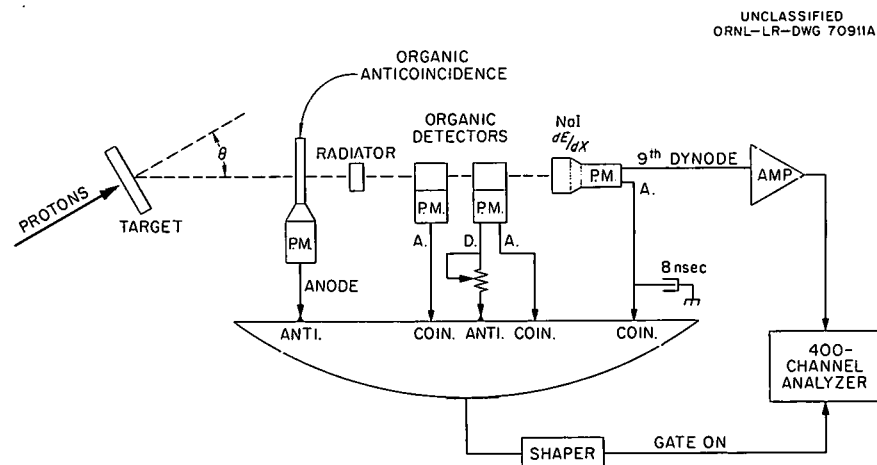 UNCLASSIFIED
ORNL-LR-DWG 70911A
ORGANIC
ANTICOINCIDENCE
ORGANIC
DETECTORS
NaI
dE/dX
θ
RADIATOR
9th DYNODE
AMP
PROTONS
TARGET
P.M.
P.M.
P.M.
P.M.
A.
A.
D.
A.
ANODE
8 nsec
ANTI.
COIN.
ANTI.
COIN.
COIN.
400-
CHANNEL
ANALYZER
SHAPER
GATE ON